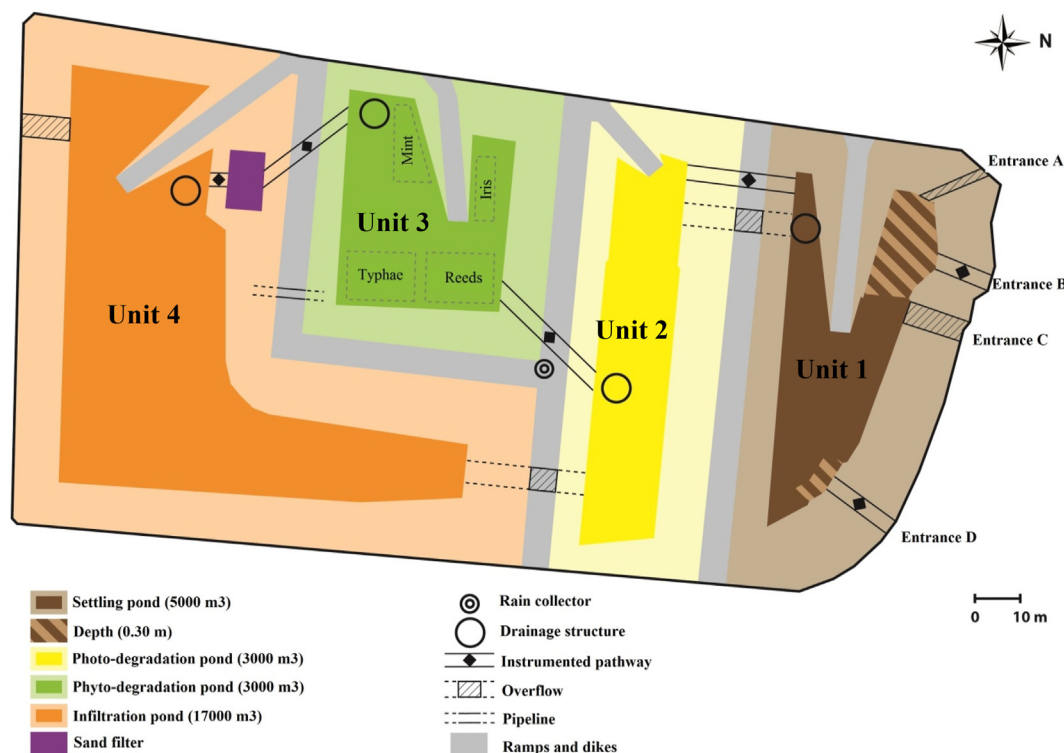 N
Entrance A
Mint
Iris
Unit 3
Typhae
Reeds
Entrance B
Unit 4
Unit 2
Entrance C
Unit 1
Entrance D
Settling pond (5000 m3)
Depth (0.30 m)
Photo-degradation pond (3000 m3)
Phyto-degradation pond (3000 m3)
Infiltration pond (17000 m3)
Sand filter
Rain collector
Drainage structure
Instrumented pathway
Overflow
Pipeline
Ramps and dikes
0 10 m